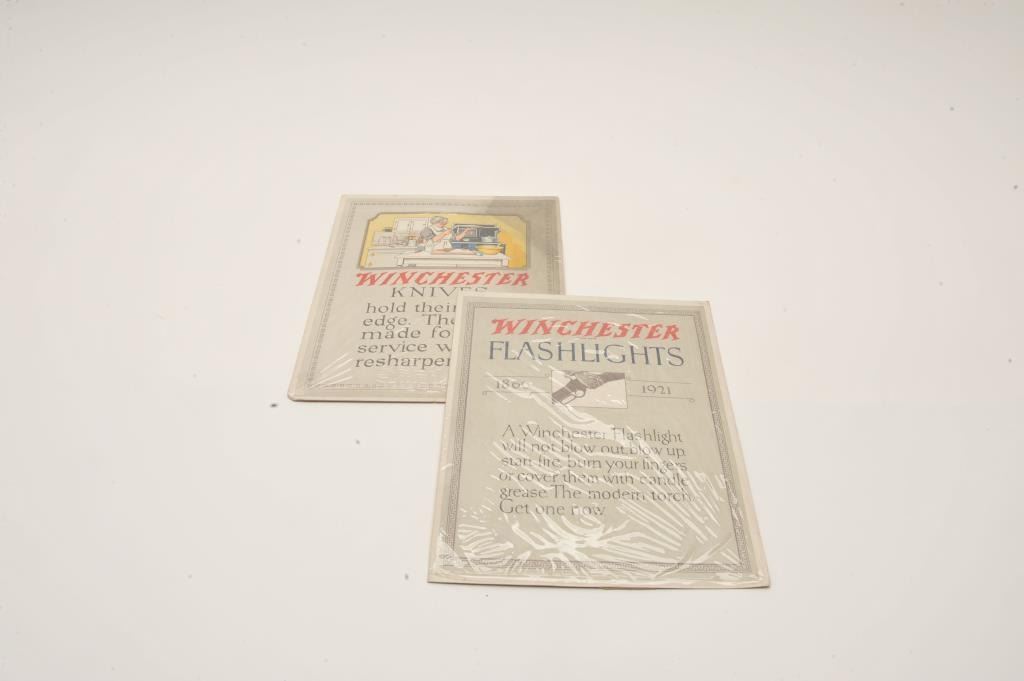 WINCHESTER
KNIVES
hold their
edge. The
made fo
service w
resharpen
WINCHESTER
FLASHLIGHTS
1866 1921
A Winchester Flashlight
will not blow out, blow up,
start fire, burn your fingers
or cover them with candle
grease. The modern torch.
Get one now.